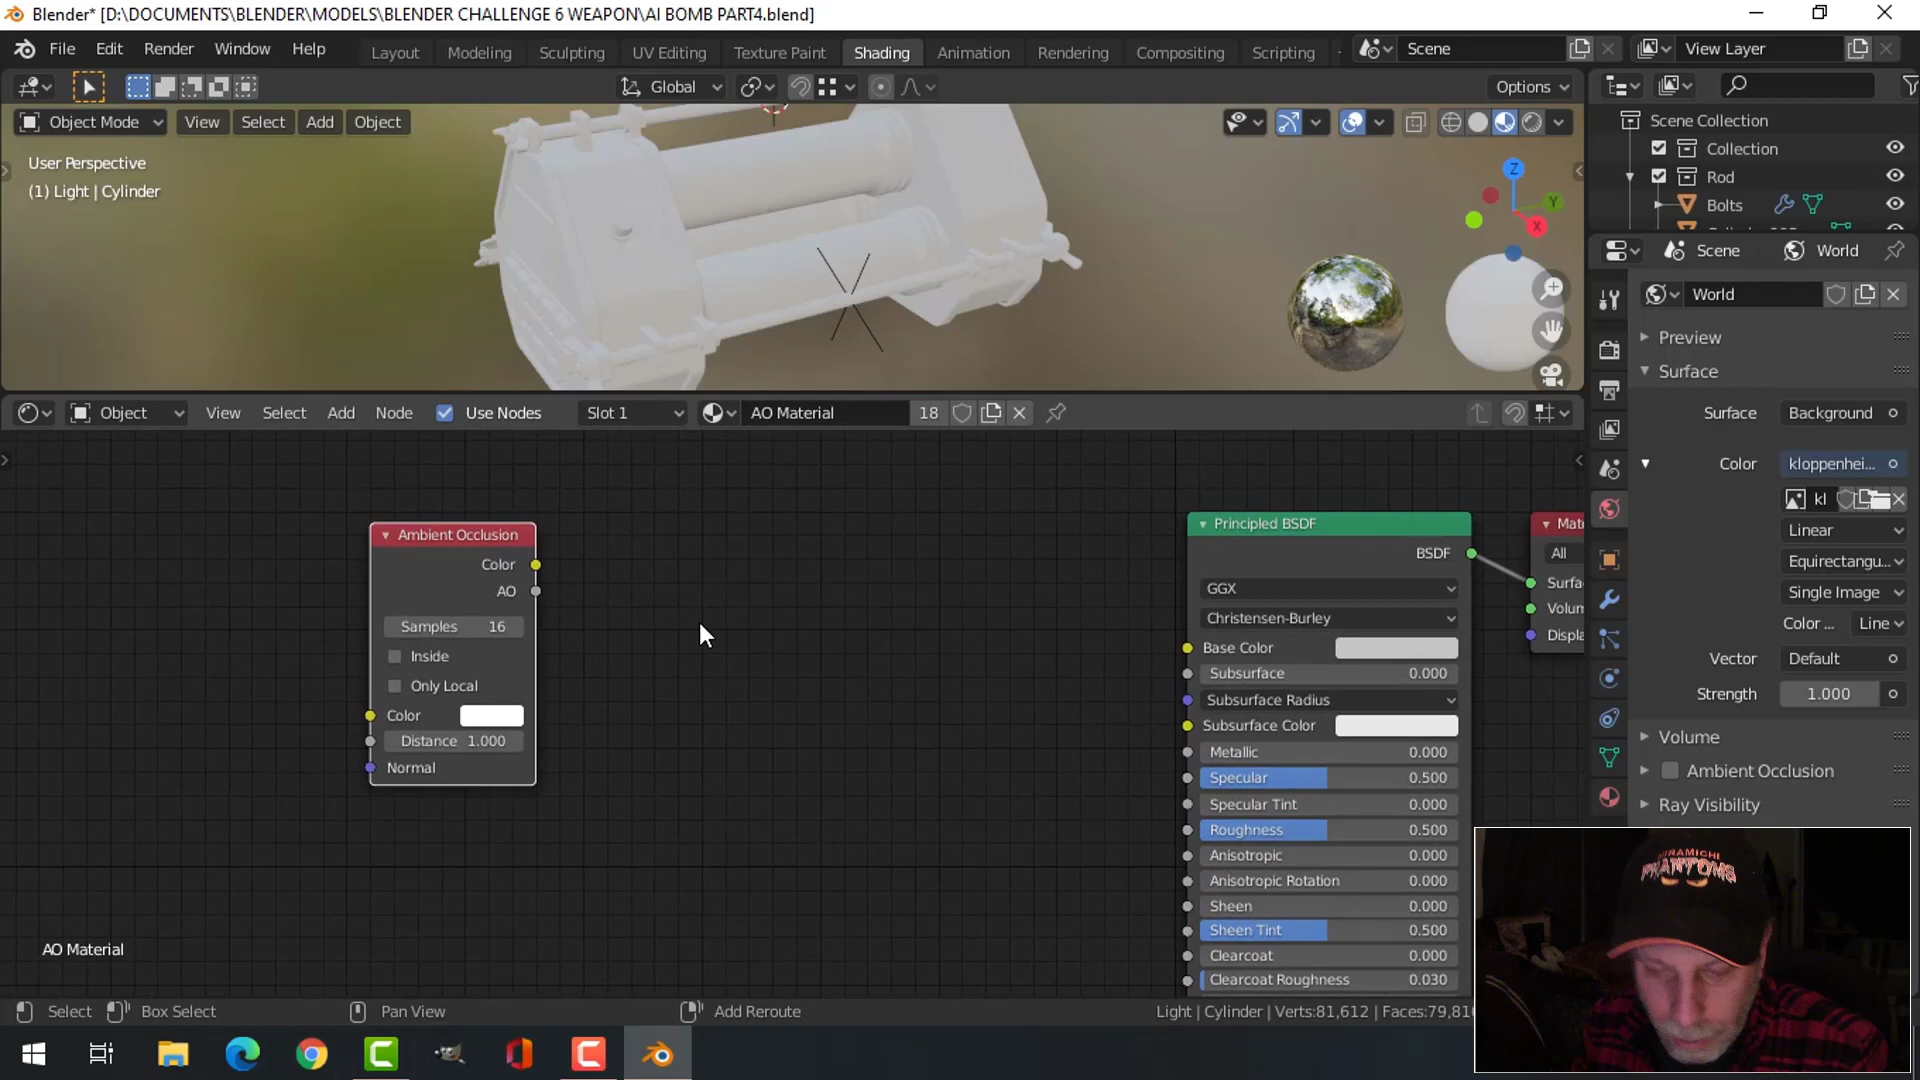 Blender* [D:\DOCUMENTS\BLENDER\MODELS\BLENDER CHALLENGE 6 WEAPON\AI BOMB PART4.blend]
File Edit Render Window Help
Layout Modeling Sculpting UV Editing Texture Paint Shading Animation Rendering Compositing Scripting
Scene
View Layer
Global
Options
Object Mode View Select Add Object
User Perspective
(1) Light | Cylinder
Z
Y
X
Scene Collection
Collection
Rod
Bolts
Scene World
World
Preview
Surface
Surface Background
Color kloppenhei...
kl
Linear
Equirectangu...
Single Image
Color ... Line
Vector Default
Strength 1.000
Volume
Ambient Occlusion
Ray Visibility
Object View Select Add Node Use Nodes Slot 1 AO Material 18
Ambient Occlusion
Color
AO
Samples 16
Inside
Only Local
Color
Distance 1.000
Normal
Principled BSDF
BSDF
GGX
Christensen-Burley
Base Color
Subsurface 0.000
Subsurface Radius
Subsurface Color
Metallic 0.000
Specular 0.500
Specular Tint 0.000
Roughness 0.500
Anisotropic 0.000
Anisotropic Rotation 0.000
Sheen 0.000
Sheen Tint 0.500
Clearcoat 0.000
Clearcoat Roughness 0.030
Mate
All
Surfa
Volum
Displa
AO Material
PHANTOMS
Select Box Select Pan View Add Reroute
Light | Cylinder | Verts:81,612 | Faces:79,81